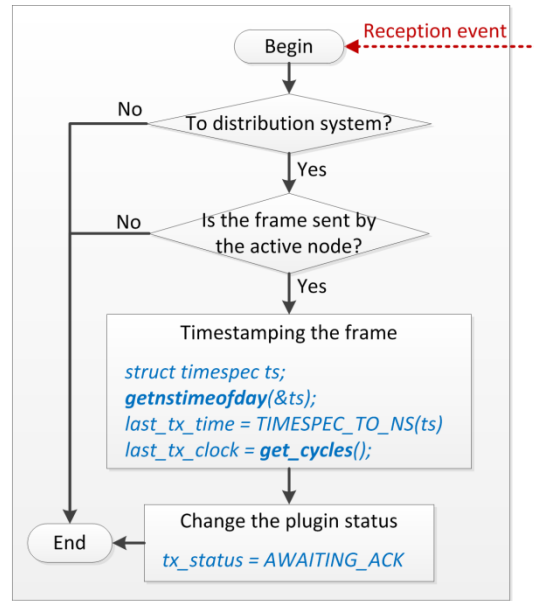 Reception event
Begin
No
To distribution system?
Yes
No
Is the frame sent by
the active node?
Yes
Timestamping the frame
struct timespec ts;
getnstimeofday(&ts);
last_tx_time = TIMESPEC_TO_NS(ts)
last_tx_clock = get_cycles();
Change the plugin status
End
tx_status = AWAITING_ACK